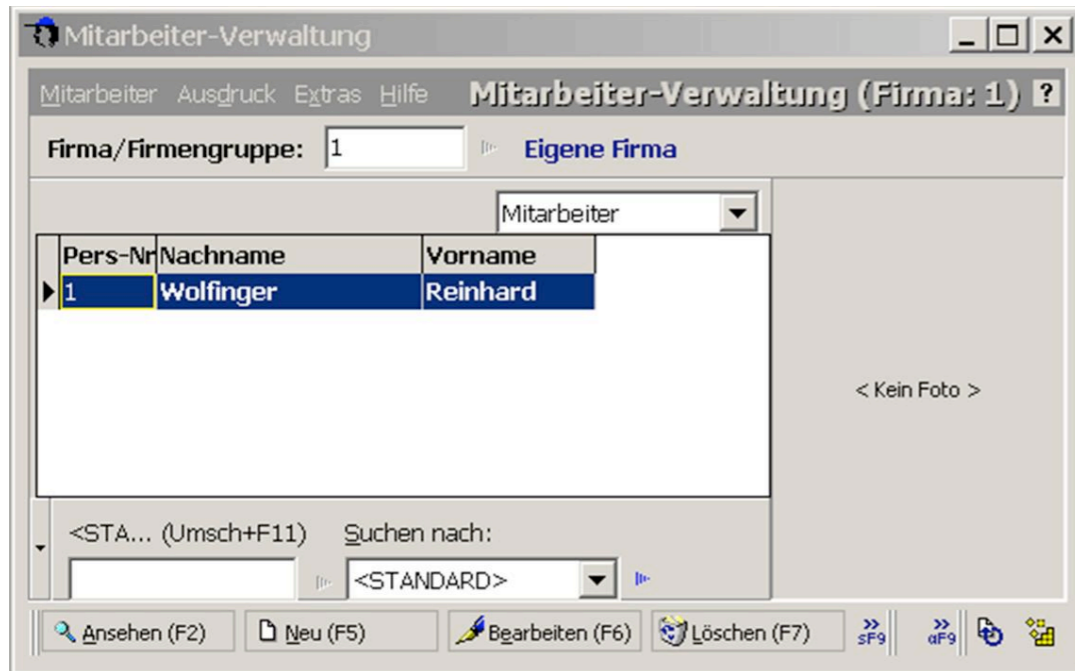 Mitarbeiter-Verwaltung
Mitarbeiter Ausdruck Extras Hilfe Mitarbeiter-Verwaltung (Firma: 1) ?
Firma/Firmengruppe: 1 Eigene Firma
Mitarbeiter
Pers-Nr Nachname Vorname
1 Wolfinger Reinhard
< Kein Foto >
<STA... (Umsch+F11) Suchen nach:
<STANDARD>
Ansehen (F2) Neu (F5) Bearbeiten (F6) Löschen (F7) >> sF9 >> aF9